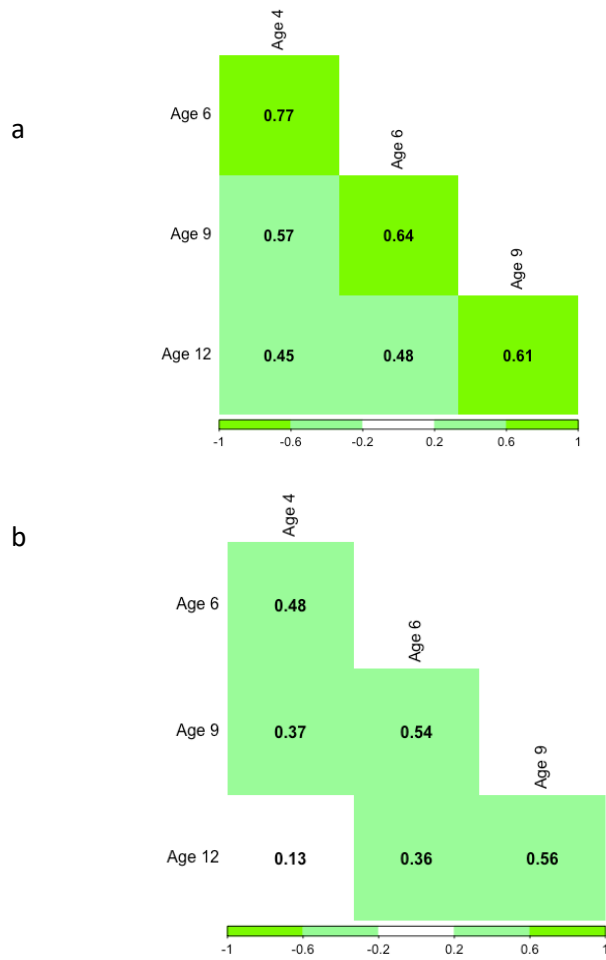 Age 4
a
Age 6 0.77
Age 6
Age 9 0.57 0.64
Age 9
Age 12 0.45 0.48 0.61
-1 -0.6 -0.2 0.2 0.6 1
b
Age 4
Age 6 0.48
Age 6
Age 9 0.37 0.54
Age 9
Age 12 0.13 0.36 0.56
-1 -0.6 -0.2 0.2 0.6 1